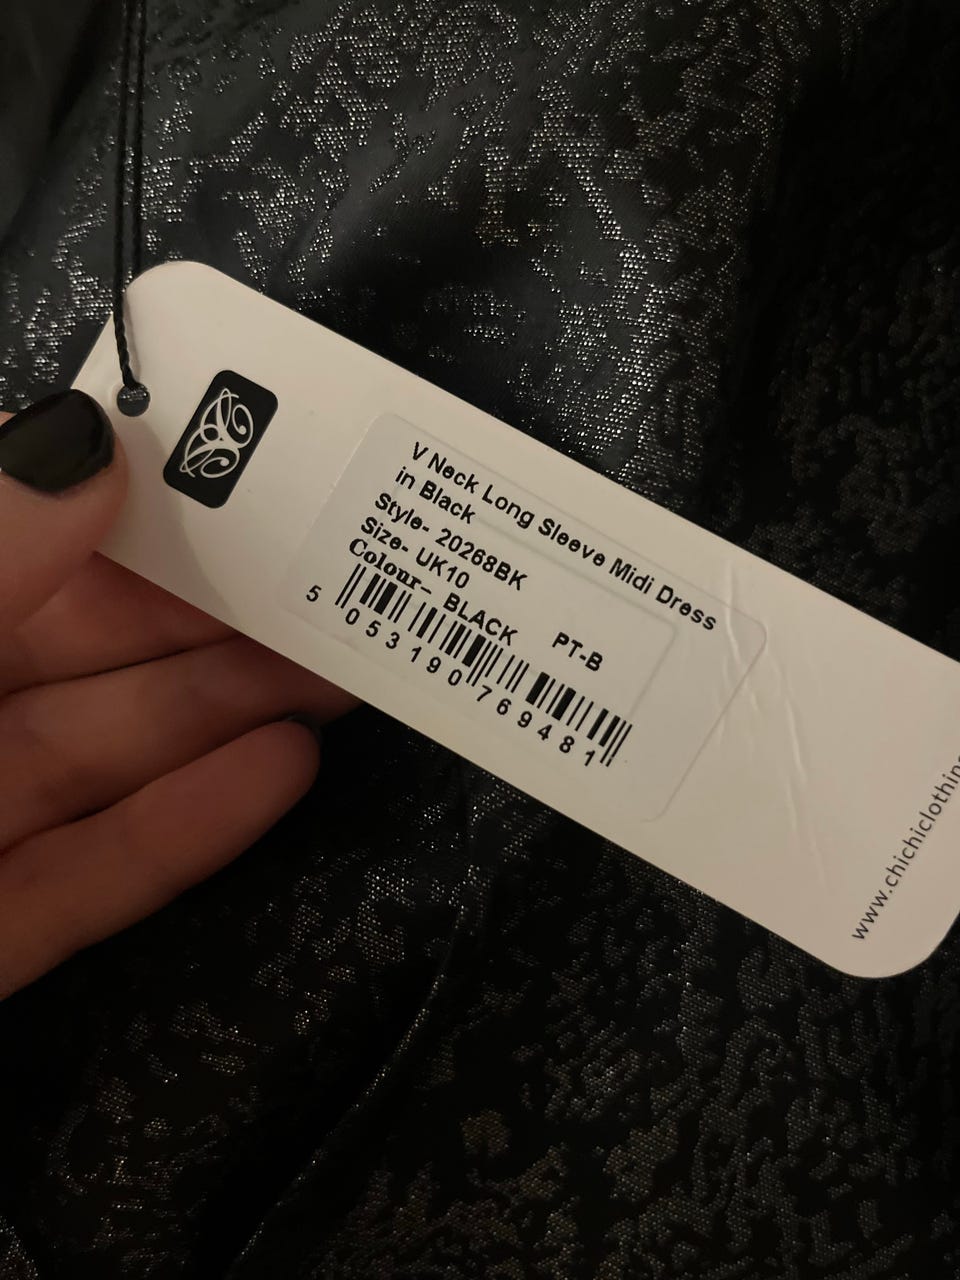 V Neck Long Sleeve Midi Dress
in Black
Style- 20268BK
Size- UK10
Colour- BLACK PT-B
5 053190 769481
www.chichiclothing